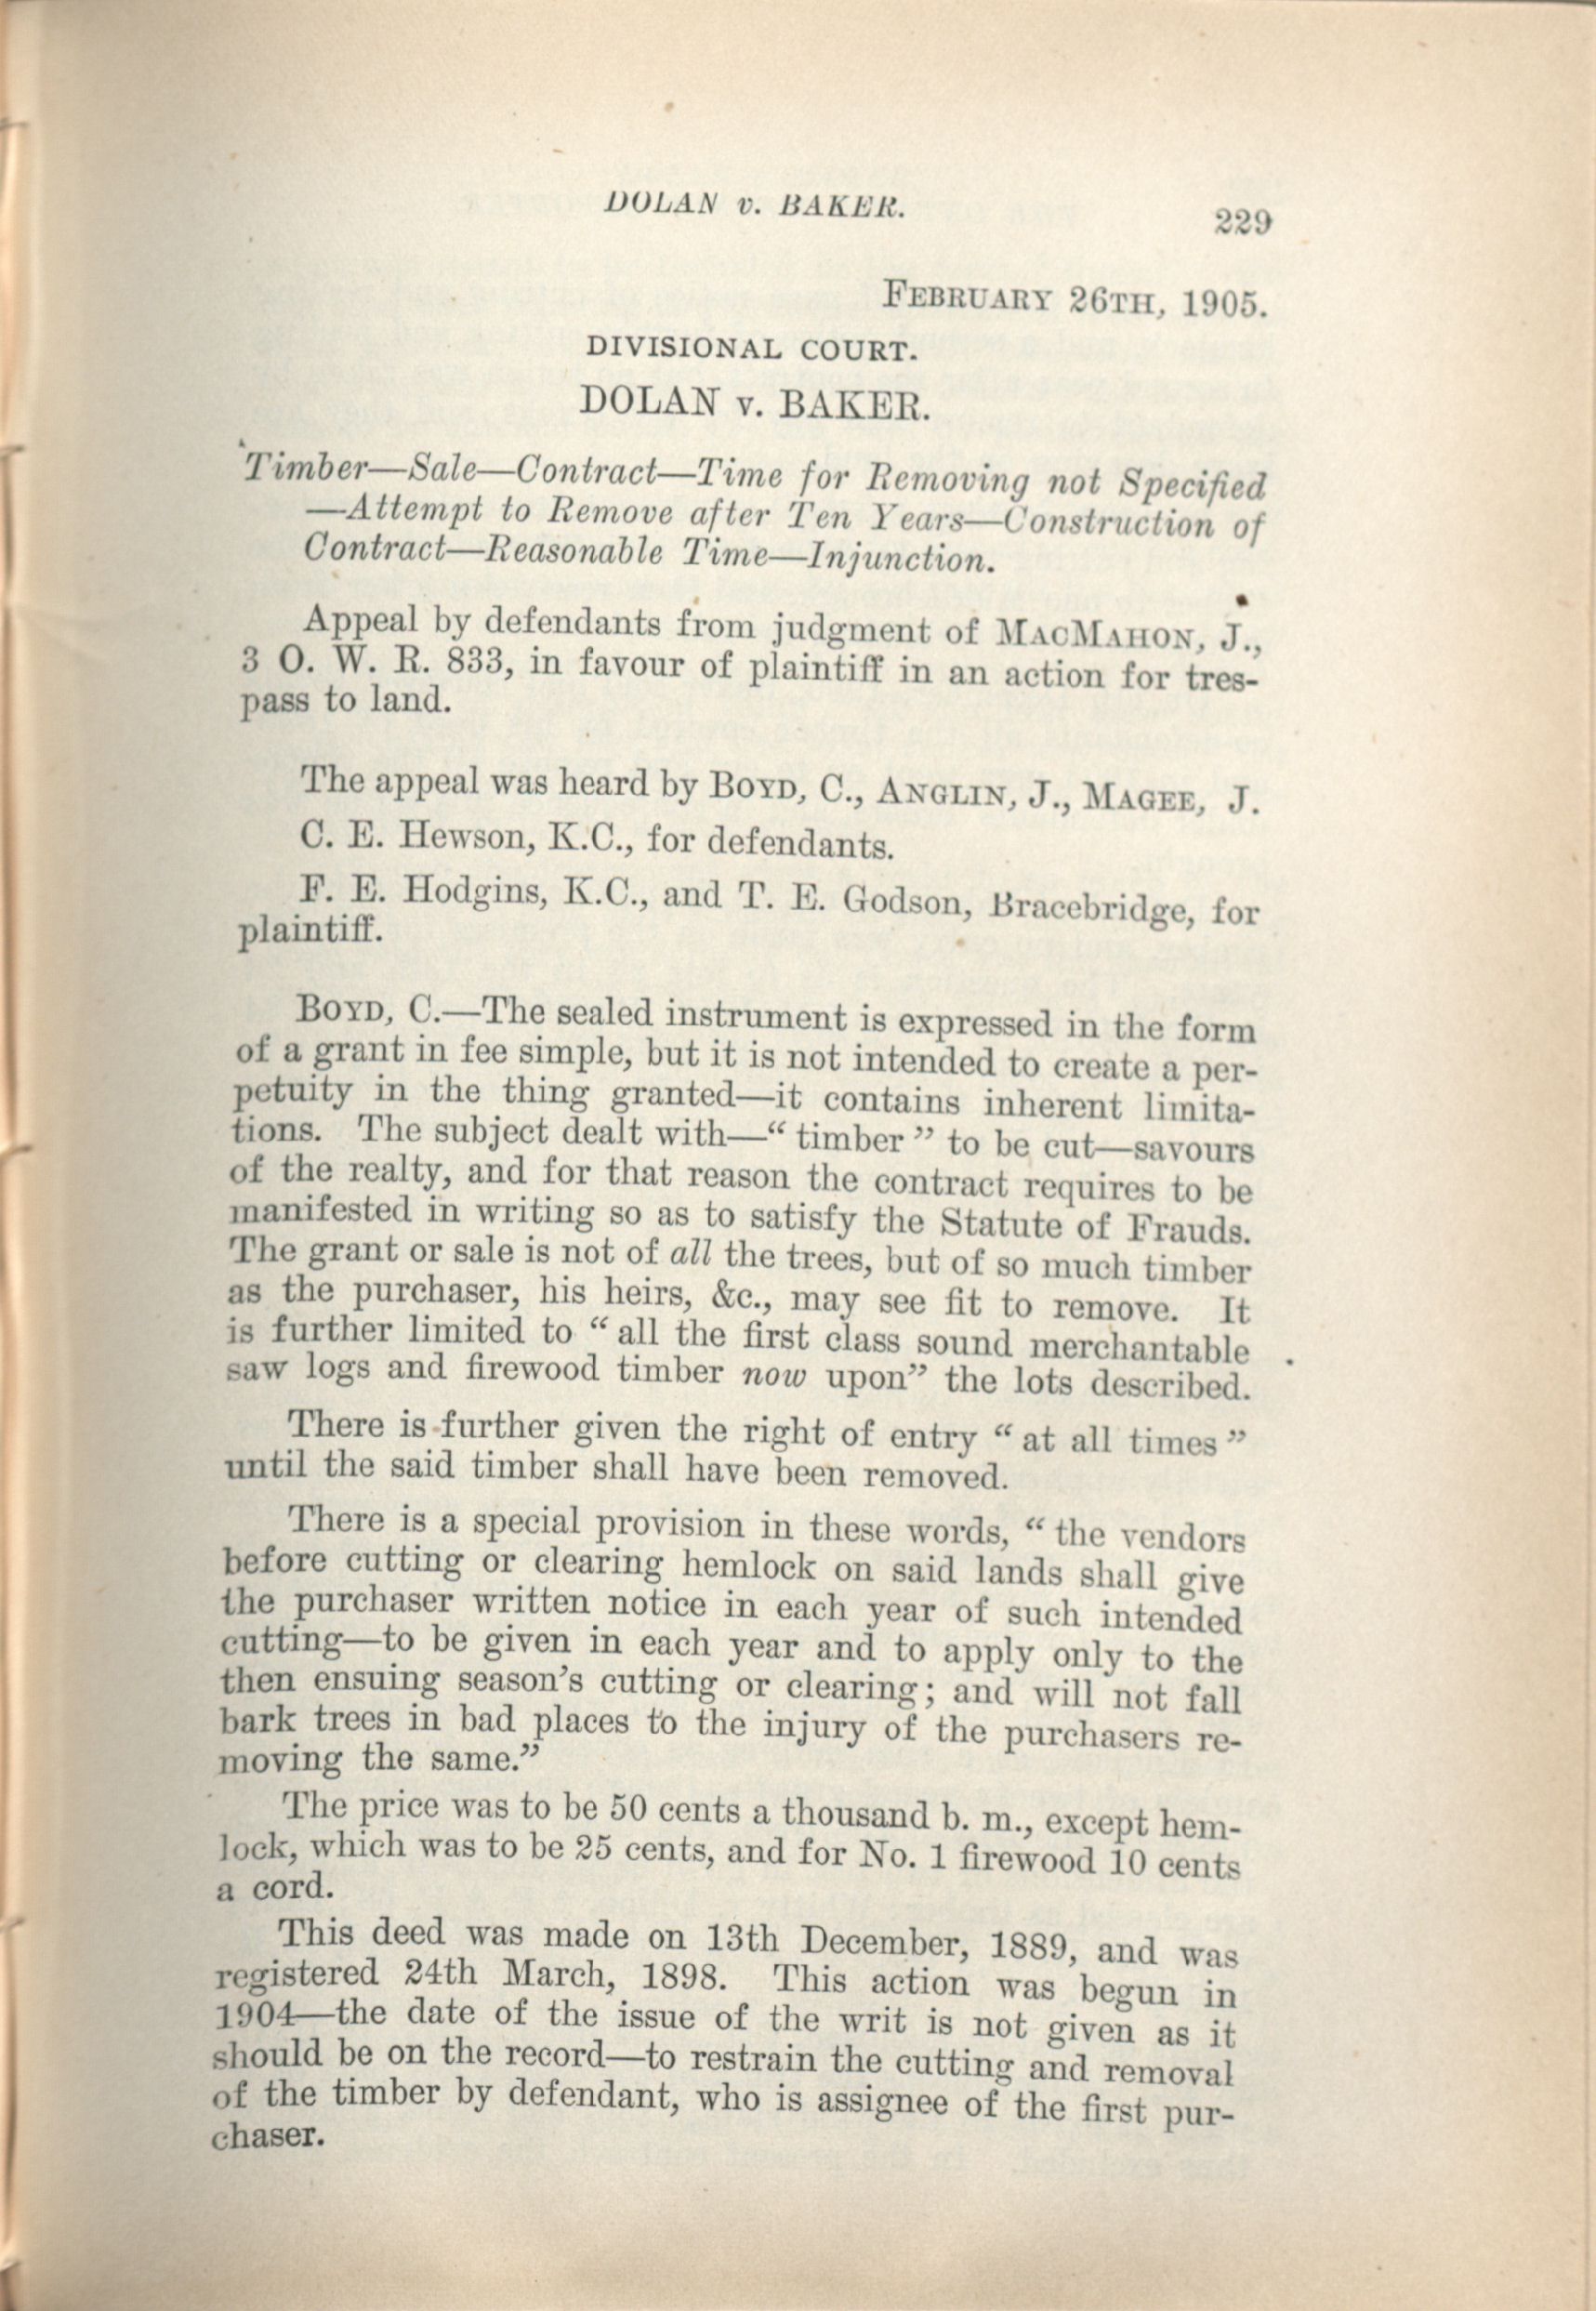 DOLAN v. BAKER.
229
FEBRUARY 26TH, 1905.
DIVISIONAL COURT.
DOLAN v. BAKER.
Timber—Sale—Contract—Time for Removing not Specified
—Attempt to Remove after Ten Years—Construction of
Contract—Reasonable Time—Injunction.
Appeal by defendants from judgment of MACMAHON, J.,
3 O. W. R. 833, in favour of plaintiff in an action for tres-
pass to land.
The appeal was heard by BOYD, C., ANGLIN, J., MAGEE, J.
C. E. Hewson, K.C., for defendants.
F. E. Hodgins, K.C., and T. E. Godson, Bracebridge, for
plaintiff.
BOYD, C.—The sealed instrument is expressed in the form
of a grant in fee simple, but it is not intended to create a per-
petuity in the thing granted—it contains inherent limita-
tions. The subject dealt with—“ timber ” to be cut—savours
of the realty, and for that reason the contract requires to be
manifested in writing so as to satisfy the Statute of Frauds.
The grant or sale is not of all the trees, but of so much timber
as the purchaser, his heirs, &c., may see fit to remove. It
is further limited to “ all the first class sound merchantable
saw logs and firewood timber now upon” the lots described.
There is further given the right of entry “ at all times ”
until the said timber shall have been removed.
There is a special provision in these words, “ the vendors
before cutting or clearing hemlock on said lands shall give
the purchaser written notice in each year of such intended
cutting—to be given in each year and to apply only to the
then ensuing season’s cutting or clearing; and will not fall
bark trees in bad places to the injury of the purchasers re-
moving the same.”
The price was to be 50 cents a thousand b. m., except hem-
lock, which was to be 25 cents, and for No. 1 firewood 10 cents
a cord.
This deed was made on 13th December, 1889, and was
registered 24th March, 1898. This action was begun in
1904—the date of the issue of the writ is not given as it
should be on the record—to restrain the cutting and removal
of the timber by defendant, who is assignee of the first pur-
chaser.